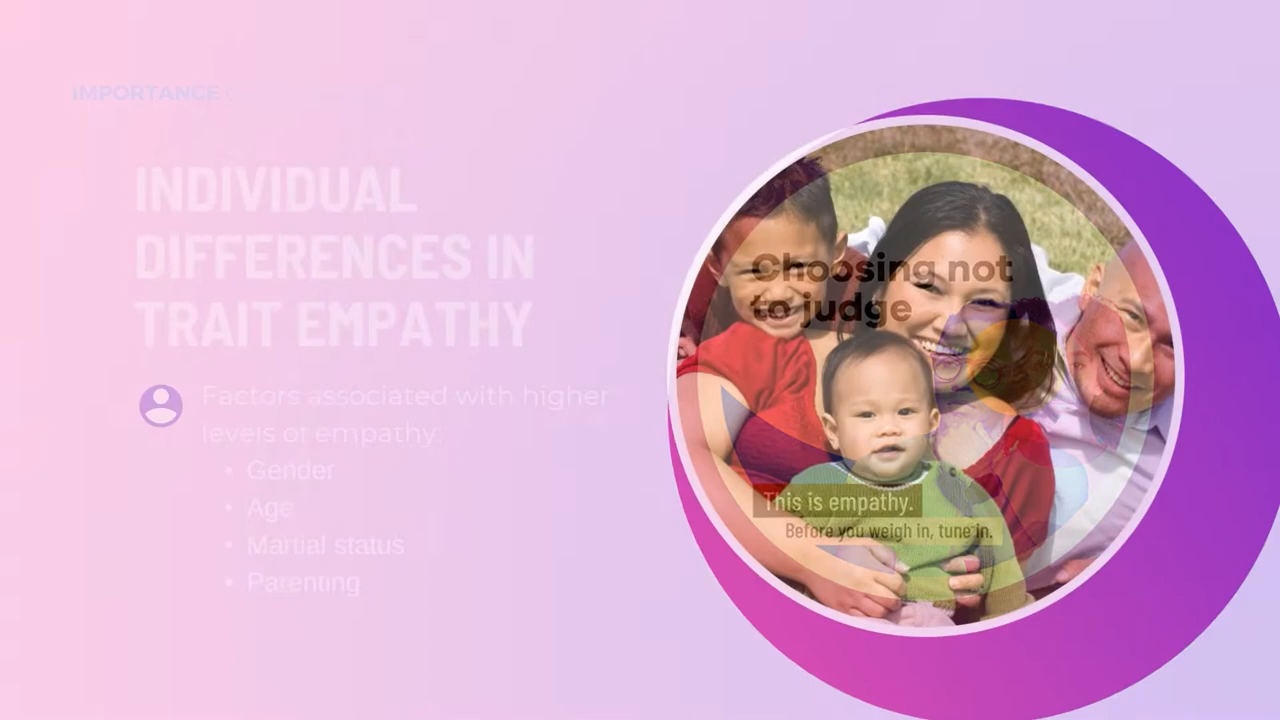 IMPORTANCE
INDIVIDUAL
DIFFERENCES IN
TRAIT EMPATHY
Factors associated with higher
levels of empathy:
• Gender
• Age
• Martial status
• Parenting
Choosing not
to judge
This is empathy.
Before you weigh in, tune in.